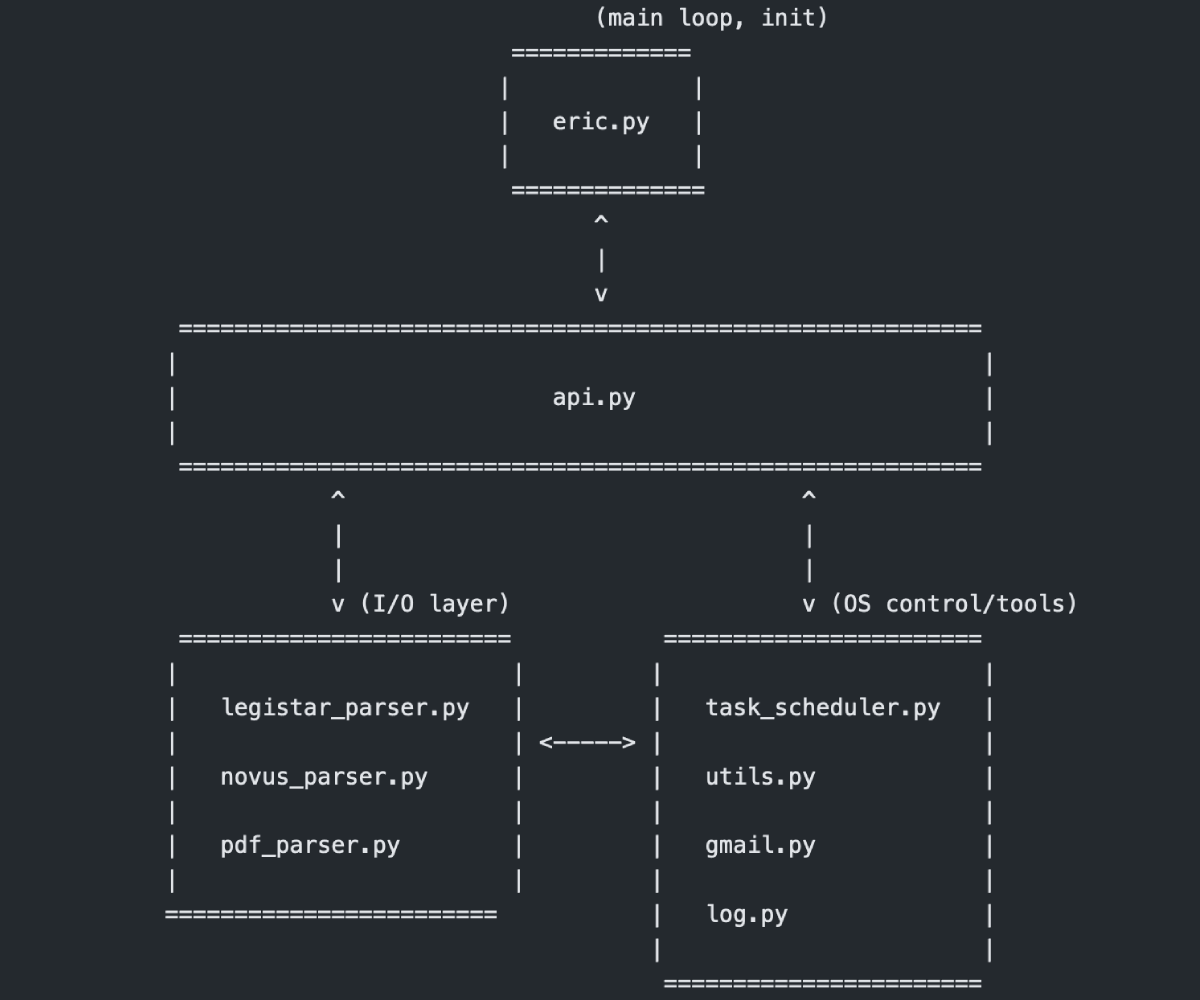 (main loop, init)
=============
|             |
|   eric.py   |
|             |
==============
^
|
v
==========================================================
|                                                           |
|                           api.py                          |
|                                                           |
==========================================================
^                                 ^
|                                 |
|                                 |
v (I/O layer)                     v (OS control/tools)
========================           =======================
|                        |         |                       |
|   legistar_parser.py   |         |   task_scheduler.py   |
|                        | <-----> |                       |
|   novus_parser.py      |         |   utils.py            |
|                        |         |                       |
|   pdf_parser.py        |         |   gmail.py            |
|                        |         |                       |
========================           |   log.py              |
|                       |
=======================